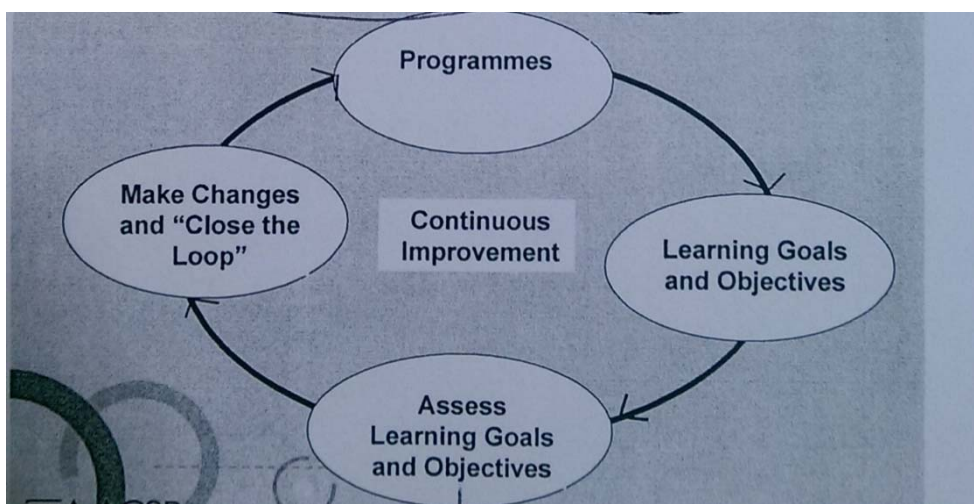 Programmes
Make Changes
and “Close the
Loop”
Continuous
Improvement
Learning Goals
and Objectives
Assess
Learning Goals
and Objectives